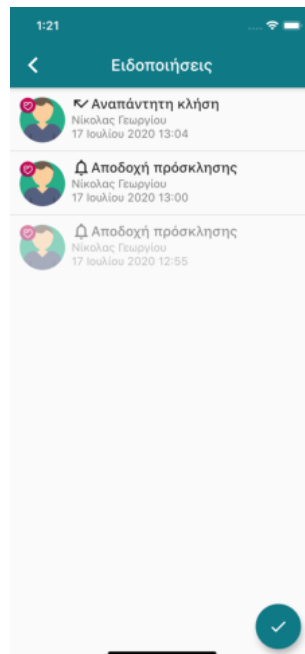 1:21
Ειδοποιήσεις
Αναπάντητη κλήση
Νίκολας Γεωργίου
17 Ιουλίου 2020 13:04
Αποδοχή πρόσκλησης
Νίκολας Γεωργίου
17 Ιουλίου 2020 13:00
Αποδοχή πρόσκλησης
Νίκολας Γεωργίου
17 Ιουλίου 2020 12:55